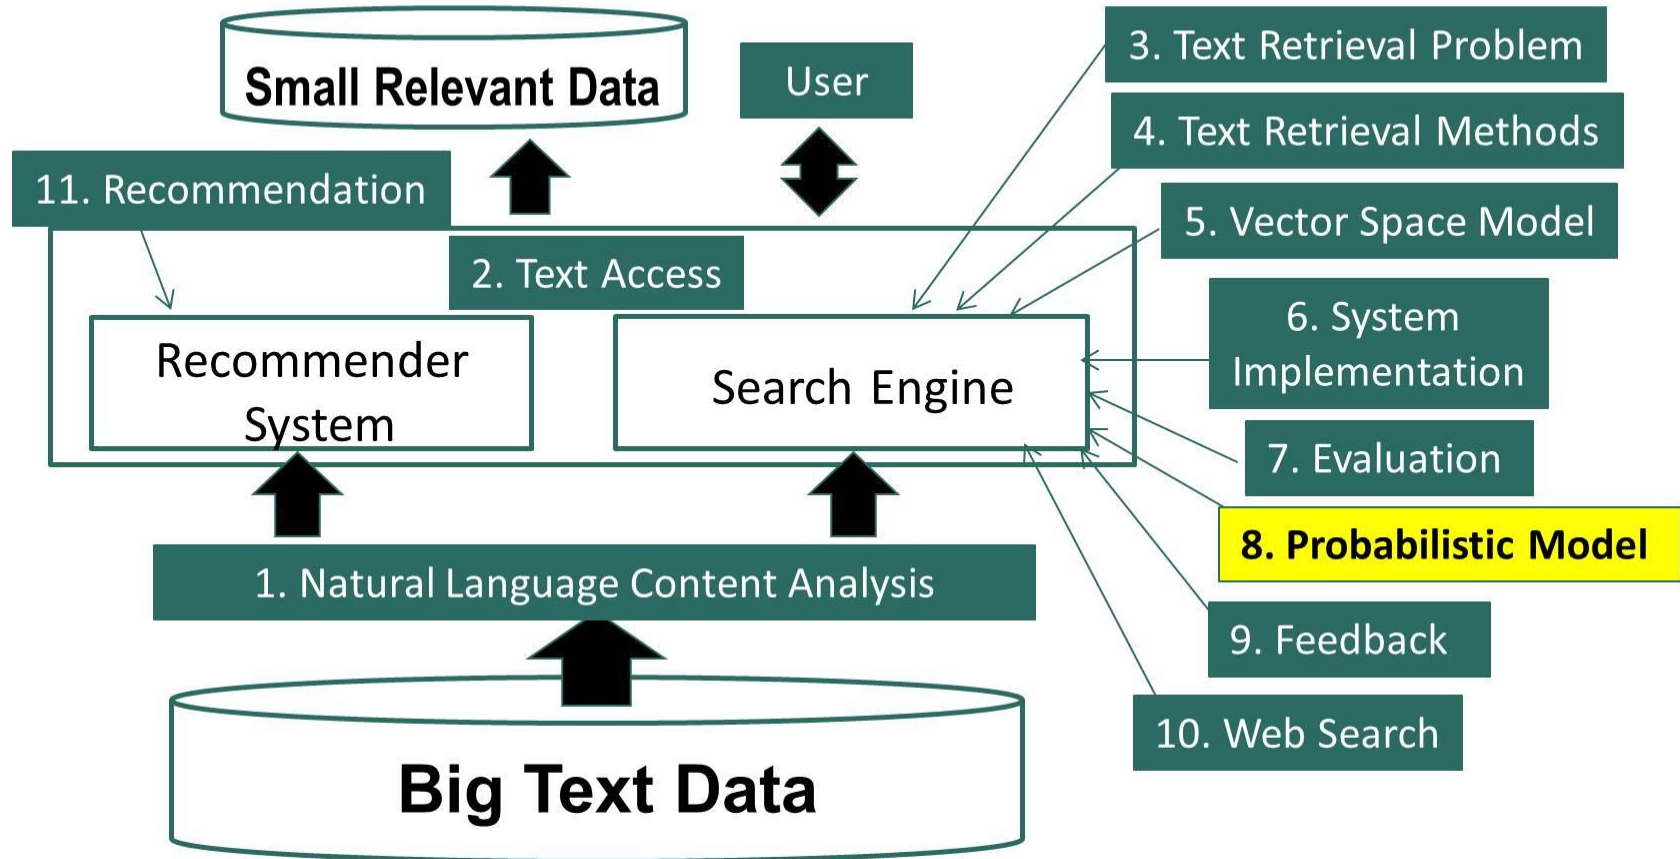 Small Relevant Data
User
3. Text Retrieval Problem
4. Text Retrieval Methods
11. Recommendation
5. Vector Space Model
2. Text Access
6. System
Implementation
Recommender
System
Search Engine
7. Evaluation
8. Probabilistic Model
1. Natural Language Content Analysis
9. Feedback
10. Web Search
Big Text Data